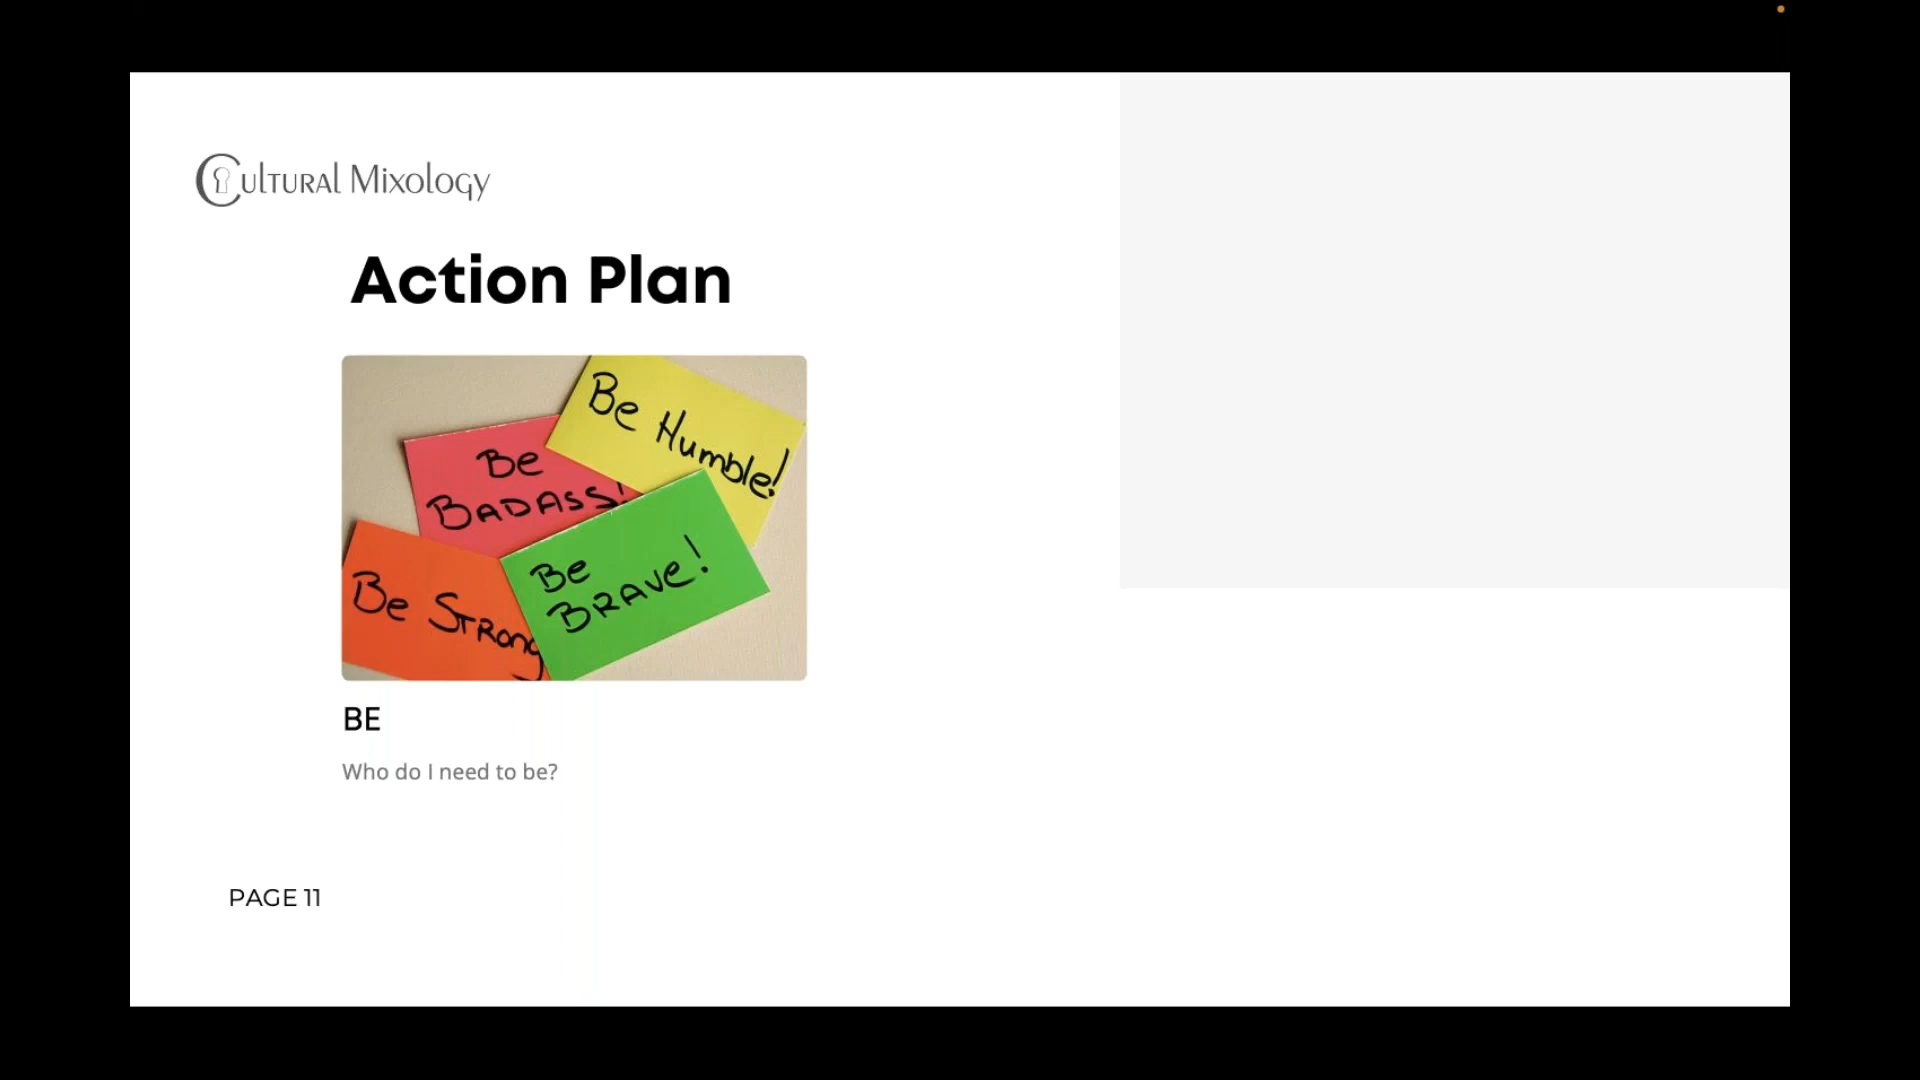 Cultural Mixology
Action Plan
Be Humble!
Be
BADASS!
Be STRONG
Be
BRAVE!
BE
Who do I need to be?
PAGE 11